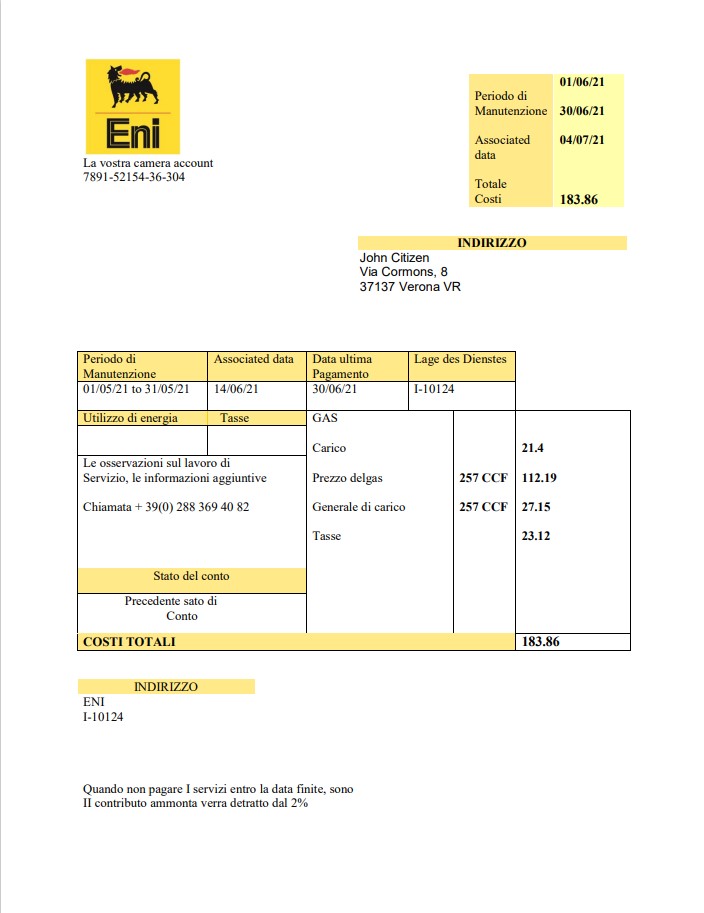 Eni
La vostra camera account
7891-52154-36-304
01/06/21
Periodo di
Manutenzione 30/06/21
Associated 04/07/21
data
Totale
Costi 183.86
INDIRIZZO
John Citizen
Via Cormons, 8
37137 Verona VR
Periodo di Associated data Data ultima Lage des Dienstes
Manutenzione Pagamento
01/05/21 to 31/05/21 14/06/21 30/06/21 I-10124
Utilizzo di energia Tasse GAS
Carico 21.4
Le osservazioni sul lavoro di
Servizio, le informazioni aggiuntive Prezzo delgas 257 CCF 112.19
Chiamata + 39(0) 288 369 40 82 Generale di carico 257 CCF 27.15
Tasse 23.12
Stato del conto
Precedente sato di
Conto
COSTI TOTALI 183.86
INDIRIZZO
ENI
I-10124
Quando non pagare I servizi entro la data finite, sono
II contributo ammonta verra detratto dal 2%